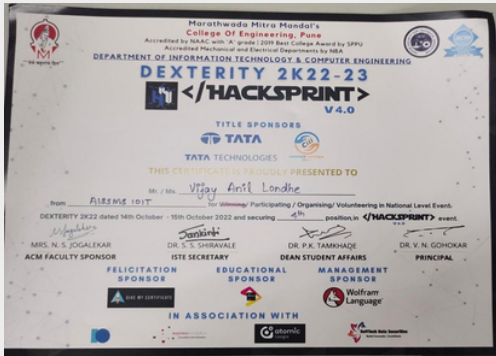 Marathwada Mitra Mandal's
College Of Engineering, Pune
Accredited by NAAC with 'A' grade | 2019 Best College Award by SPPU
Accredited Mechanical and Electrical Departments by NBA
DEPARTMENT OF INFORMATION TECHNOLOGY & COMPUTER ENGINEERING
DEXTERITY 2K22-23
</HACKSPRINT>
V 4.0
TITLE SPONSORS
TATA
TATA TECHNOLOGIES
THIS CERTIFICATE IS PROUDLY PRESENTED TO
Mr. / Ms. Vijay Anil Londhe
from AISSMS IOIT for Winning/ Participating / Organising/ Volunteering in National Level Event.
DEXTERITY 2K22 dated 14th October - 15th October 2022 and securing 4th position in </HACKSPRINT> event.
MRS. N. S. JOGALEKAR DR. S. S. SHIRAVALE DR. P.K. TAMKHADE DR. V. N. GOHOKAR
ACM FACULTY SPONSOR ISTE SECRETARY DEAN STUDENT AFFAIRS PRINCIPAL
FELICITATION SPONSOR EDUCATIONAL SPONSOR MANAGEMENT SPONSOR
GIVE MY CERTIFICATE Wolfram Language
IN ASSOCIATION WITH
atomic